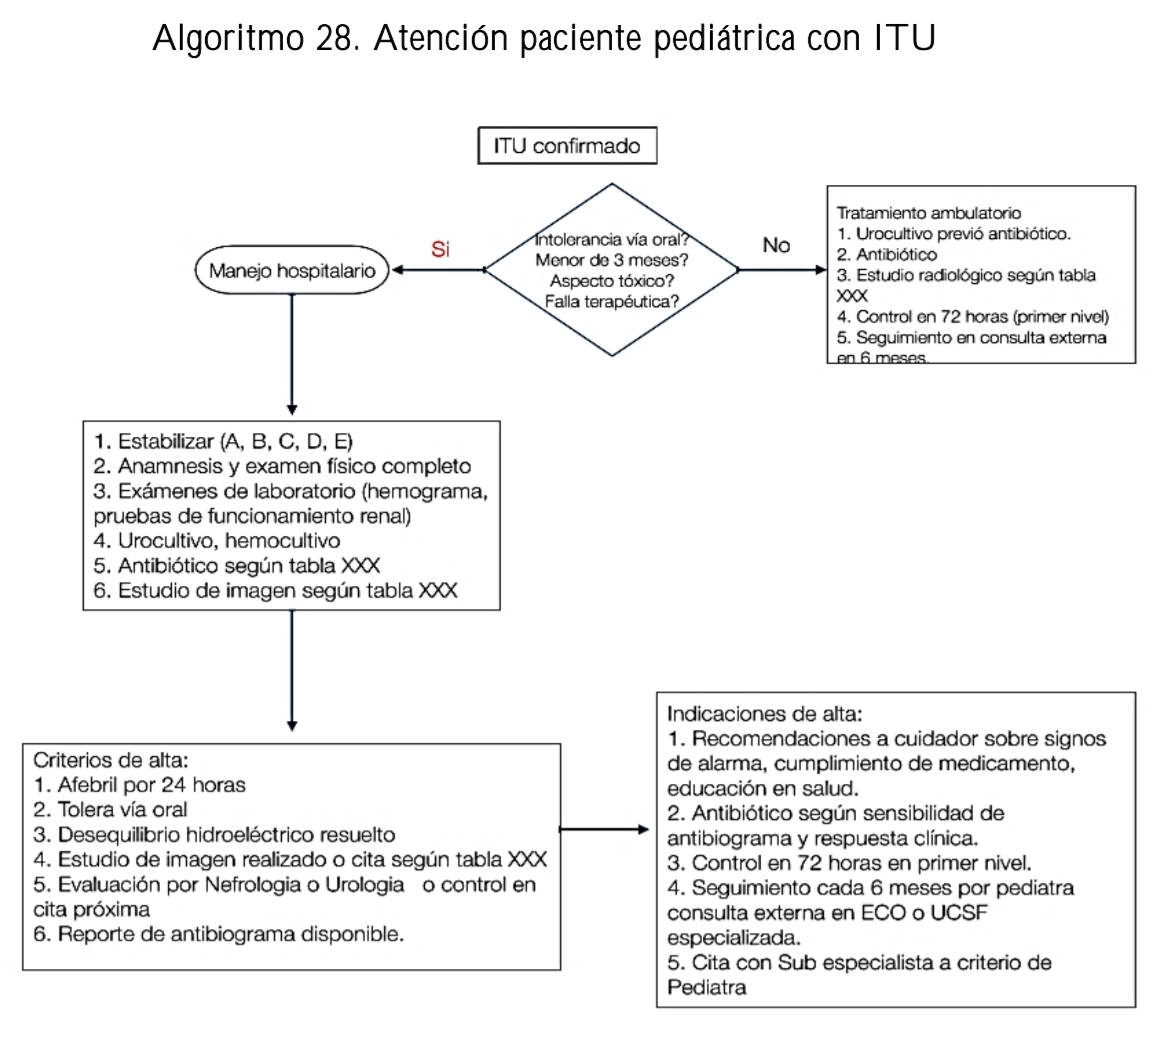 Algoritmo 28. Atención paciente pediátrica con ITU
ITU confirmado
Intolerancia vía oral?
Menor de 3 meses?
Aspecto tóxico?
Falla terapéutica?
Si
No
Manejo hospitalario
Tratamiento ambulatorio
1. Urocultivo previó antibiótico.
2. Antibiótico
3. Estudio radiológico según tabla
XXX
4. Control en 72 horas (primer nivel)
5. Seguimiento en consulta externa
en 6 meses.
1. Estabilizar (A, B, C, D, E)
2. Anamnesis y examen físico completo
3. Exámenes de laboratorio (hemograma,
pruebas de funcionamiento renal)
4. Urocultivo, hemocultivo
5. Antibiótico según tabla XXX
6. Estudio de imagen según tabla XXX
Criterios de alta:
1. Afebril por 24 horas
2. Tolera vía oral
3. Desequilibrio hidroeléctrico resuelto
4. Estudio de imagen realizado o cita según tabla XXX
5. Evaluación por Nefrologia o Urologia o control en
cita próxima
6. Reporte de antibiograma disponible.
Indicaciones de alta:
1. Recomendaciones a cuidador sobre signos
de alarma, cumplimiento de medicamento,
educación en salud.
2. Antibiótico según sensibilidad de
antibiograma y respuesta clínica.
3. Control en 72 horas en primer nivel.
4. Seguimiento cada 6 meses por pediatra
consulta externa en ECO o UCSF
especializada.
5. Cita con Sub especialista a criterio de
Pediatra